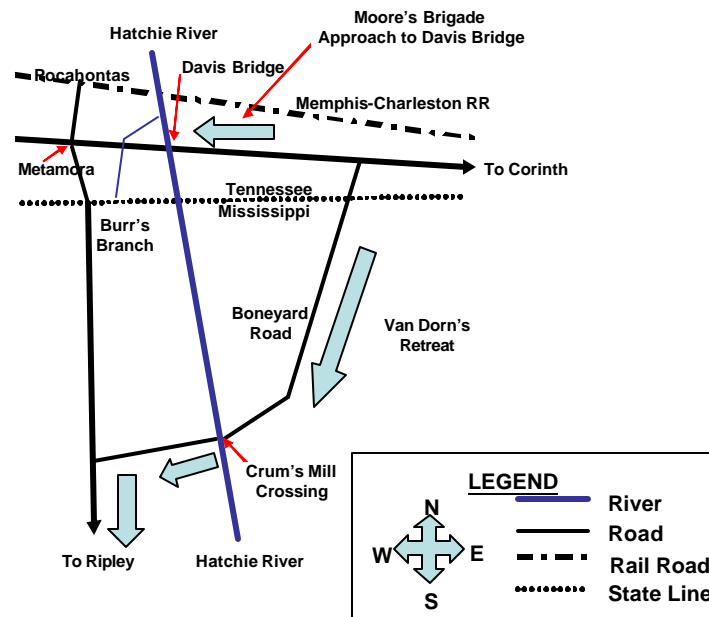 Moore's Brigade
Approach to Davis Bridge
Hatchie River
Davis Bridge
Rocahontas
Memphis-Charleston RR
Metamora
To Corinth
Tennessee
Mississippi
Burr's
Branch
Boneyard
Road
Van Dorn's
Retreat
Crum's Mill
Crossing
To Ripley
Hatchie River
LEGEND
N
W
E
S
River
Road
Rail Road
State Line